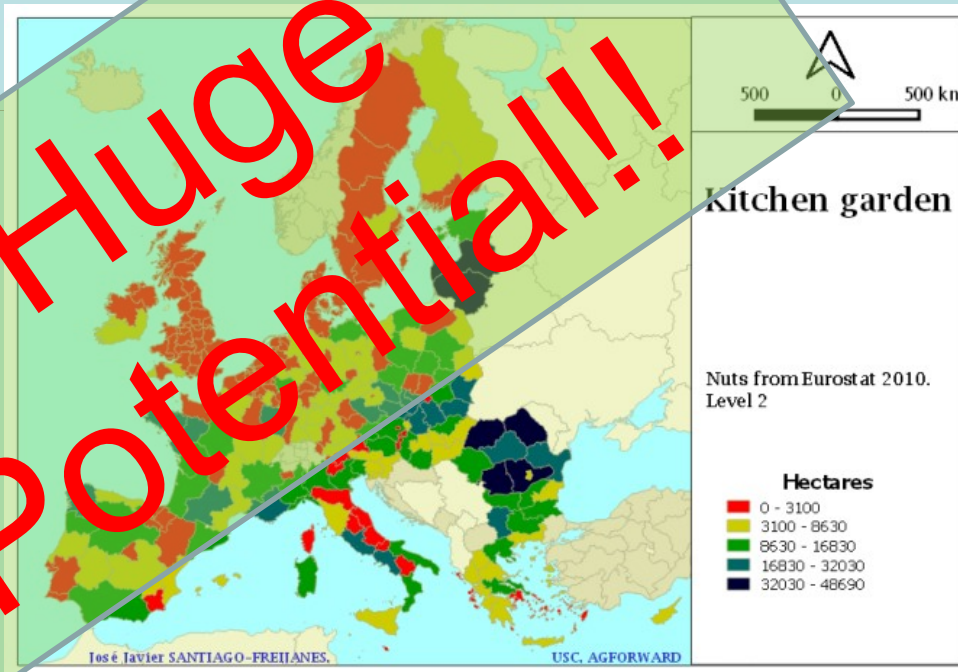 Huge
Potential!!
500 0 500 km
Kitchen garden
Nuts from Eurostat 2010.
Level 2
Hectares
0 - 3100
3100 - 8630
8630 - 16830
16830 - 32030
32030 - 48690
José Javier SANTIAGO-FREIJANES.
USC, AGFORWARD